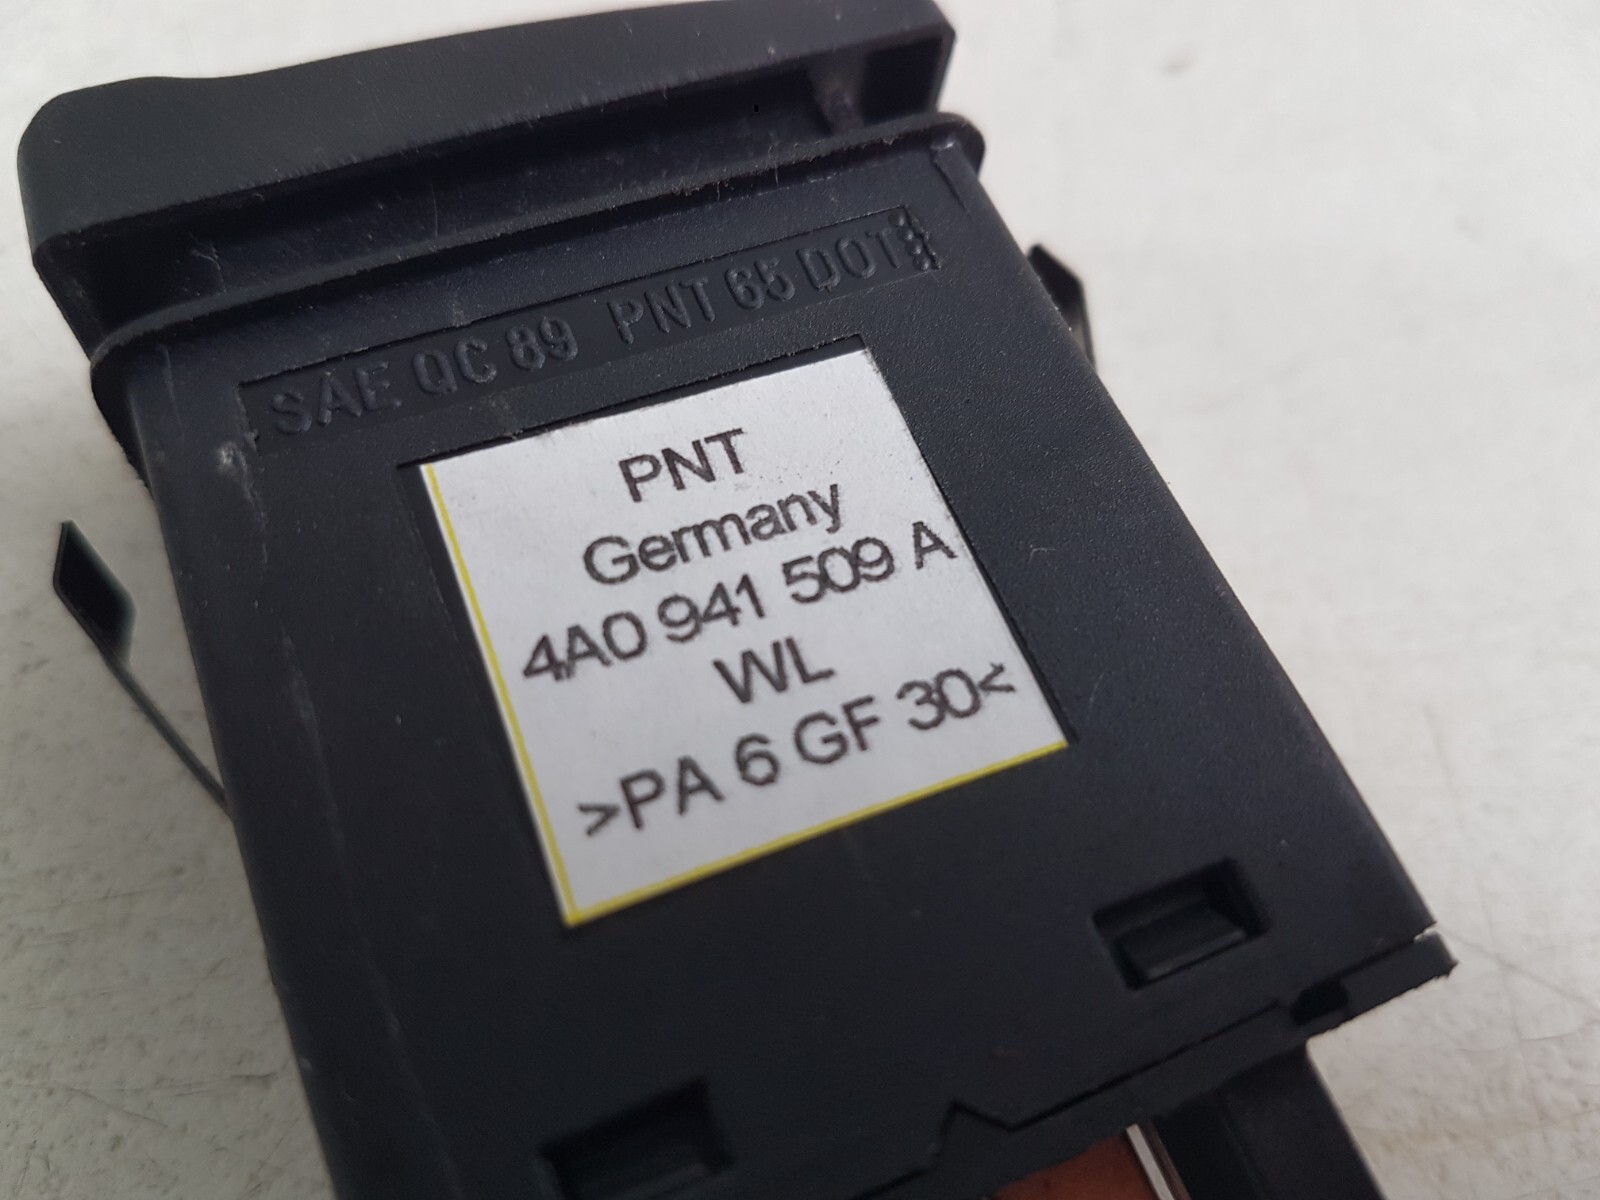 SAE QC 89 PNT 65 DOT
PNT
Germany
4A0 941 509 A
WL
>PA 6 GF 30<